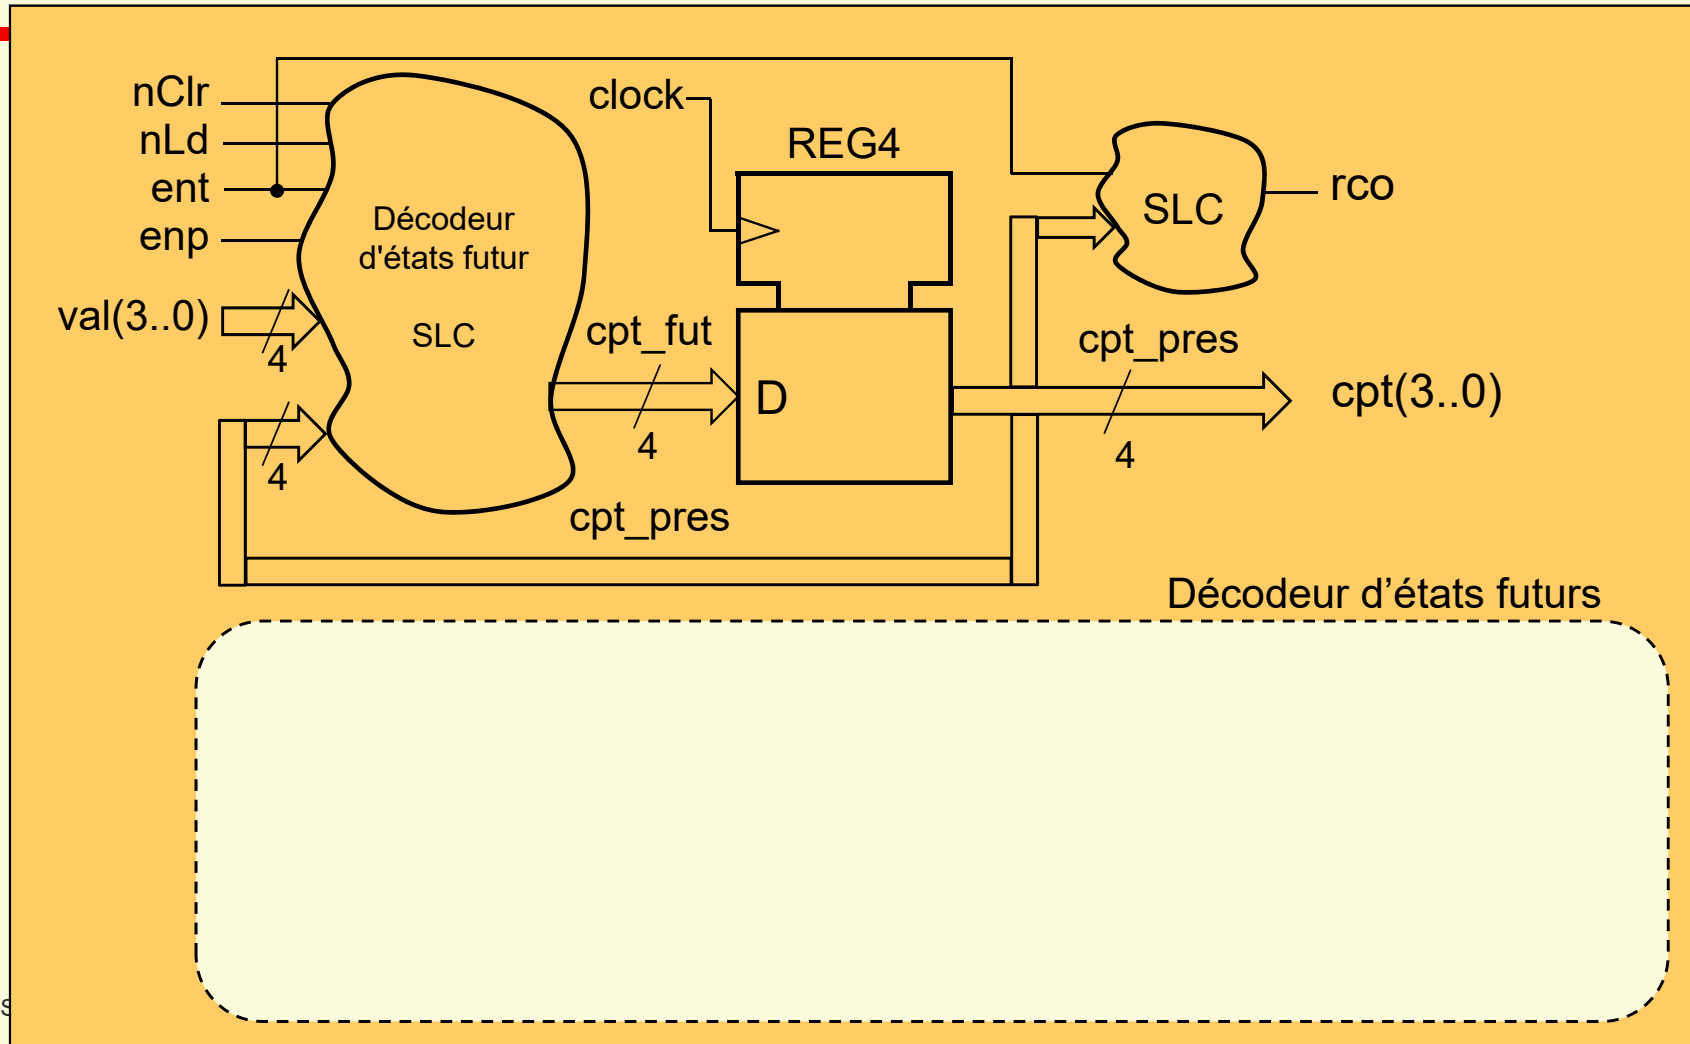 nClr
nLd
ent
enp
val(3..0)
4
4
Décodeur
d'états futur
SLC
clock
REG4
cpt_fut
4
D
cpt_pres
SLC
rco
cpt_pres
4
cpt(3..0)
Décodeur d’états futurs
s